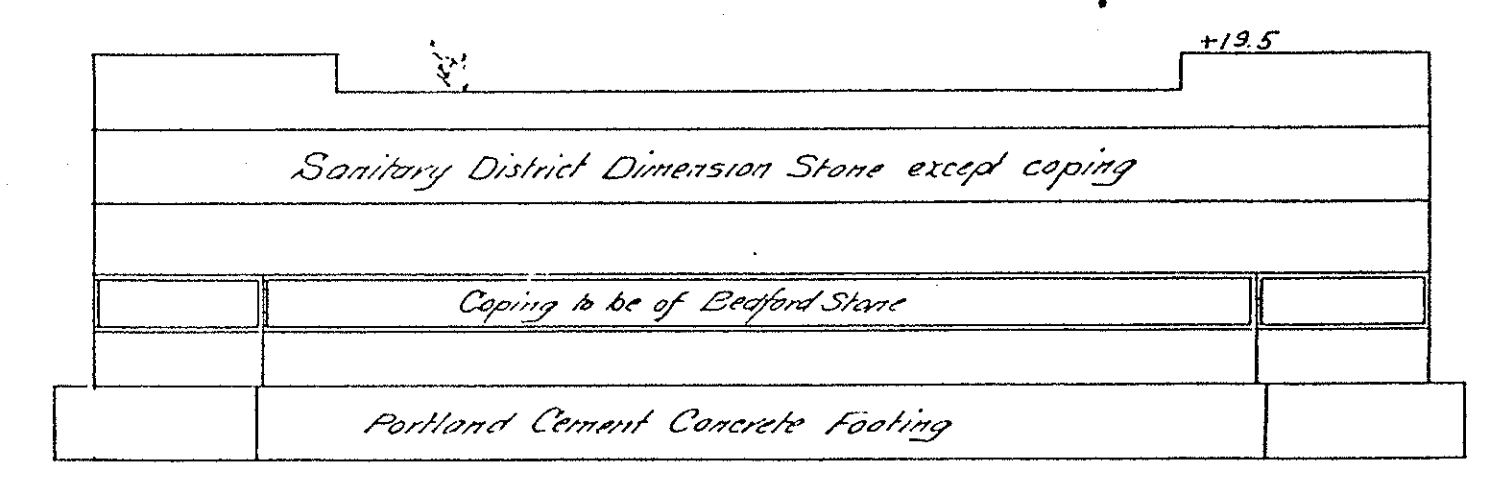 +19.5
Sanitary District Dimension Stone except coping
Coping to be of Bedford Stone
Portland Cement Concrete Footing